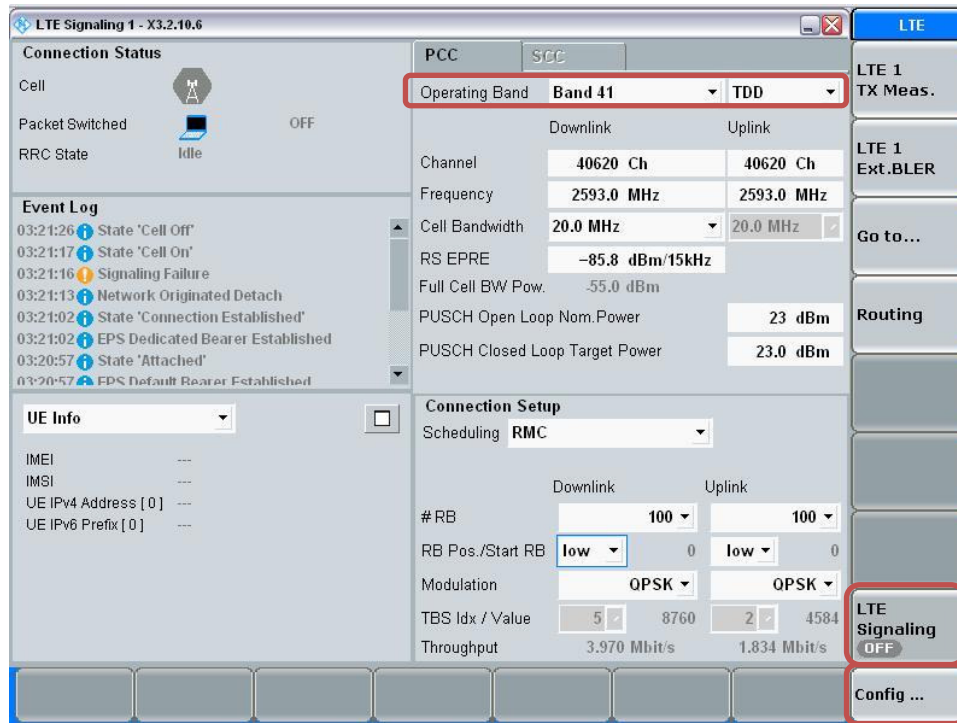 LTE Signaling 1 - X3.2.10.6
LTE
Connection Status
Cell
Packet Switched OFF
RRC State Idle
Event Log
03:21:26 State 'Cell Off'
03:21:17 State 'Cell On'
03:21:16 Signaling Failure
03:21:13 Network Originated Detach
03:21:02 State 'Connection Established'
03:21:02 EPS Dedicated Bearer Established
03:20:57 State 'Attached'
03:20:57 EPS Default Bearer Established
UE Info
IMEI ---
IMSI ---
UE IPv4 Address [ 0 ] ---
UE IPv6 Prefix [ 0 ] ---
PCC SCC
Operating Band Band 41 TDD
Downlink Uplink
Channel 40620 Ch 40620 Ch
Frequency 2593.0 MHz 2593.0 MHz
Cell Bandwidth 20.0 MHz 20.0 MHz
RS EPRE −85.8 dBm/15kHz
Full Cell BW Pow. -55.0 dBm
PUSCH Open Loop Nom.Power 23 dBm
PUSCH Closed Loop Target Power 23.0 dBm
Connection Setup
Scheduling RMC
Downlink Uplink
# RB 100 100
RB Pos./Start RB low 0 low 0
Modulation QPSK QPSK
TBS Idx / Value 5 8760 2 4584
Throughput 3.970 Mbit/s 1.834 Mbit/s
LTE 1
TX Meas.
LTE 1
Ext.BLER
Go to...
Routing
LTE
Signaling
OFF
Config ...